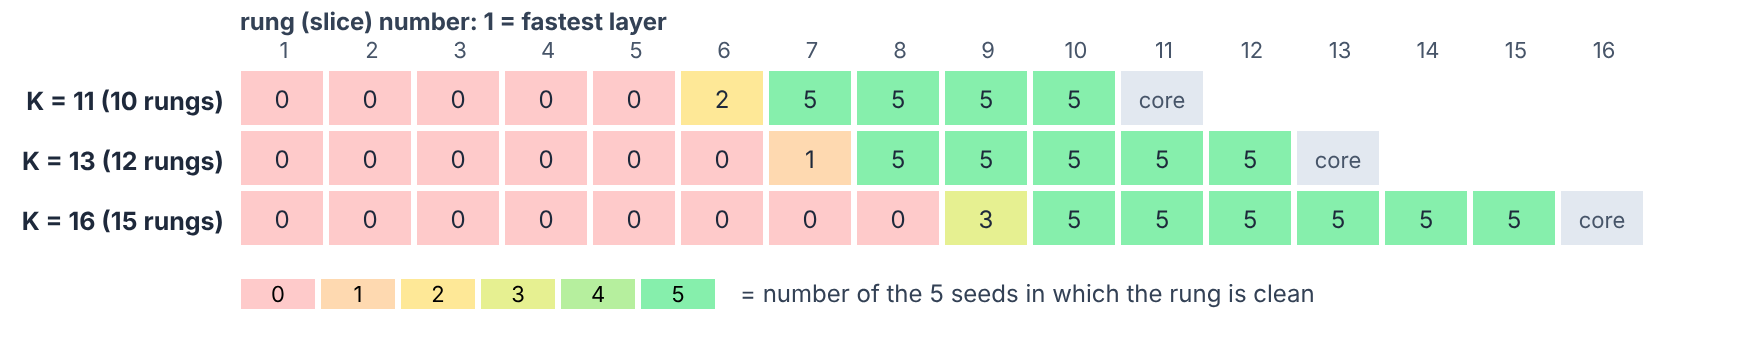 rung (slice) number: 1 = fastest layer
1 2 3 4 5 6 7 8 9 10 11 12 13 14 15 16
K = 11 (10 rungs) 0 0 0 0 0 2 5 5 5 5 core
K = 13 (12 rungs) 0 0 0 0 0 0 1 5 5 5 5 5 core
K = 16 (15 rungs) 0 0 0 0 0 0 0 0 3 5 5 5 5 5 5 core
0 1 2 3 4 5 = number of the 5 seeds in which the rung is clean